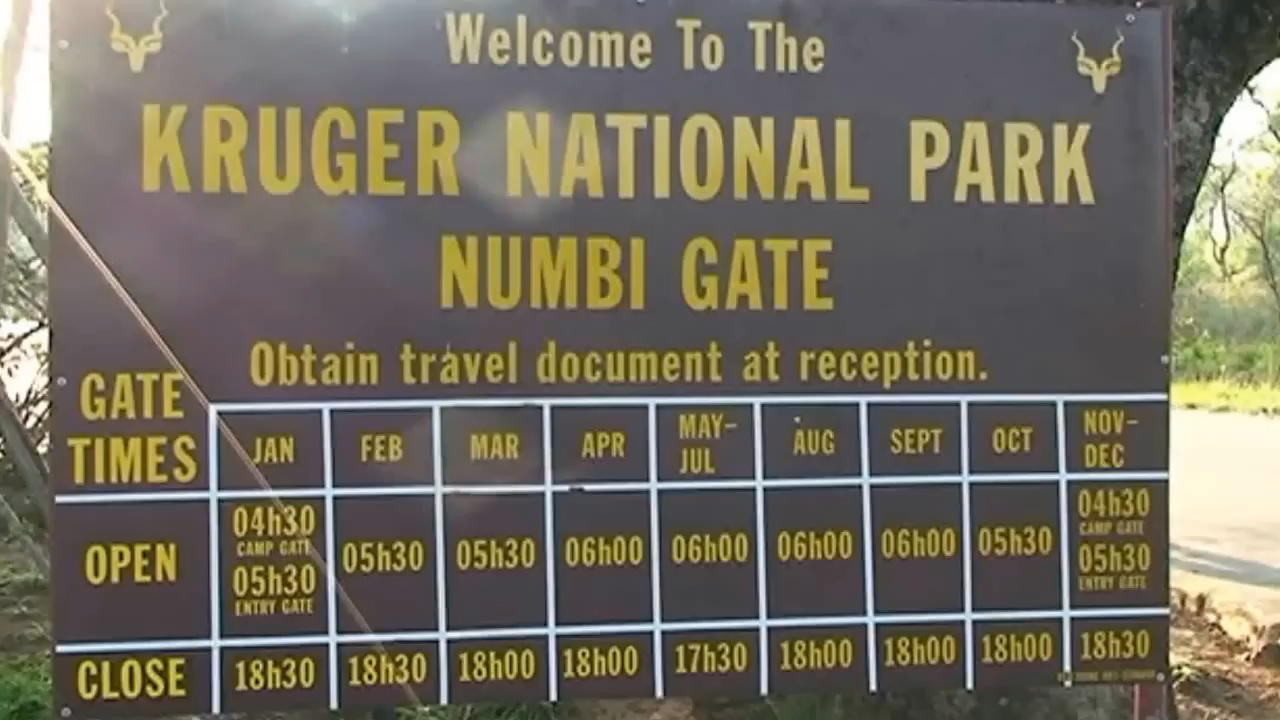 Welcome To The
KRUGER NATIONAL PARK
NUMBI GATE
Obtain travel document at reception.
GATE TIMES JAN FEB MAR APR MAY-JUL AUG SEPT OCT NOV-DEC
OPEN 04h30 CAMP GATE 05h30 ENTRY GATE 05h30 05h30 06h00 06h00 06h00 06h00 05h30 04h30 CAMP GATE 05h30 ENTRY GATE
CLOSE 18h30 18h30 18h00 18h00 17h30 18h00 18h00 18h00 18h30